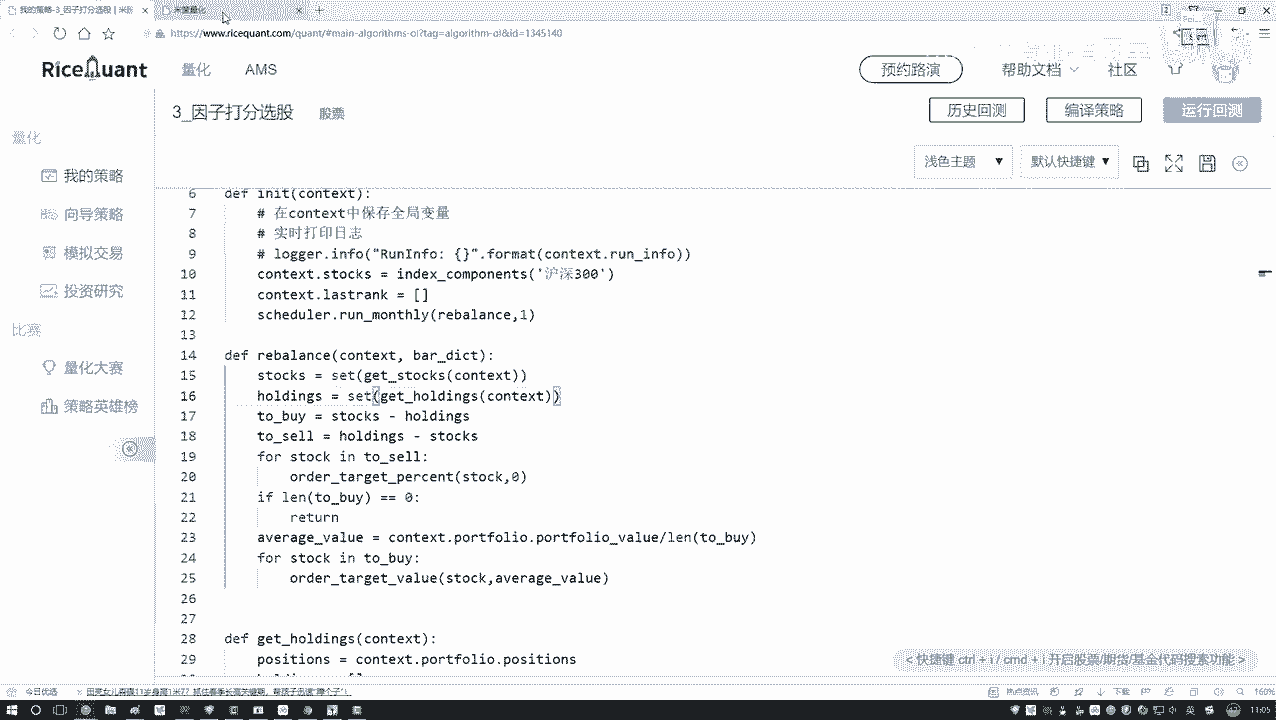 我的策略-3_因子打分选股 | 米
米筐量化
https://www.ricequant.com/quant/#main-algorithms-ol?tag=algorithm-ol&id=1345140
RiceQuant
量化
AMS
预约路演
帮助文档
社区
3_因子打分选股
股票
历史回测
编译策略
运行回测
量化
我的策略
向导策略
模拟交易
投资研究
比赛
量化大赛
策略英雄榜
浅色主题
默认快捷键
6 def init(context):
7 # 在context中保存全局变量
8 # 实时打印日志
9 # logger.info("RunInfo: {}".format(context.run_info))
10 context.stocks = index_components('沪深300')
11 context.lastrank = []
12 scheduler.run_monthly(rebalance,1)
13
14 def rebalance(context, bar_dict):
15 stocks = set(get_stocks(context))
16 holdings = set(get_holdings(context))
17 to_buy = stocks - holdings
18 to_sell = holdings - stocks
19 for stock in to_sell:
20 order_target_percent(stock,0)
21 if len(to_buy) == 0:
22 return
23 average_value = context.portfolio.portfolio_value/len(to_buy)
24 for stock in to_buy:
25 order_target_value(stock,average_value)
26
27
28 def get_holdings(context):
29 positions = context.portfolio.positions
< 快捷键 ctrl + i / cmd + i 开启股票/期货/基金代码搜索功能 >
今日优选
热点资讯
下载
160%
英
11:05